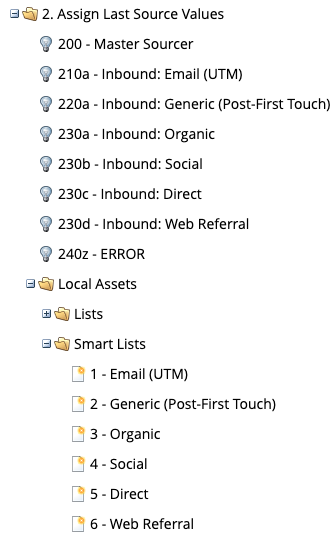 2. Assign Last Source Values
200 - Master Sourcer
210a - Inbound: Email (UTM)
220a - Inbound: Generic (Post-First Touch)
230a - Inbound: Organic
230b - Inbound: Social
230c - Inbound: Direct
230d - Inbound: Web Referral
240z - ERROR
Local Assets
Lists
Smart Lists
1 - Email (UTM)
2 - Generic (Post-First Touch)
3 - Organic
4 - Social
5 - Direct
6 - Web Referral